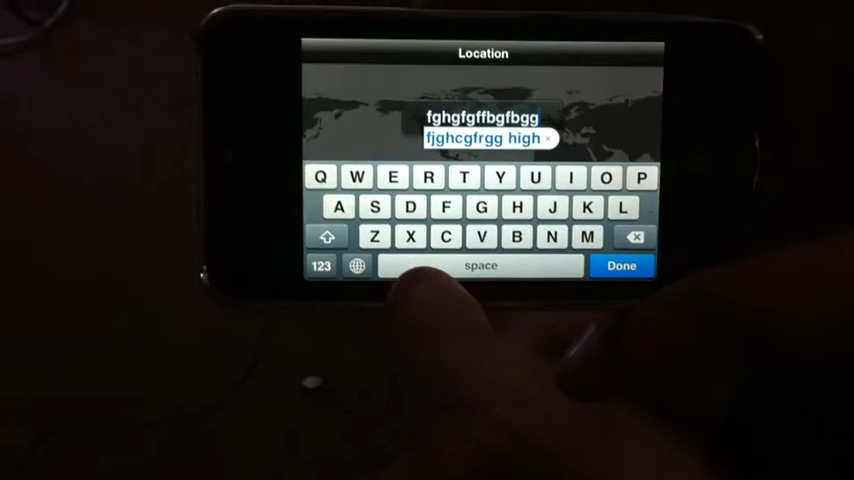 Location
fghgfgffbgfbgg
fjghcgfrgg high ×
Q W E R T Y U I O P
A S D F G H J K L
Z X C V B N M
123 space Done